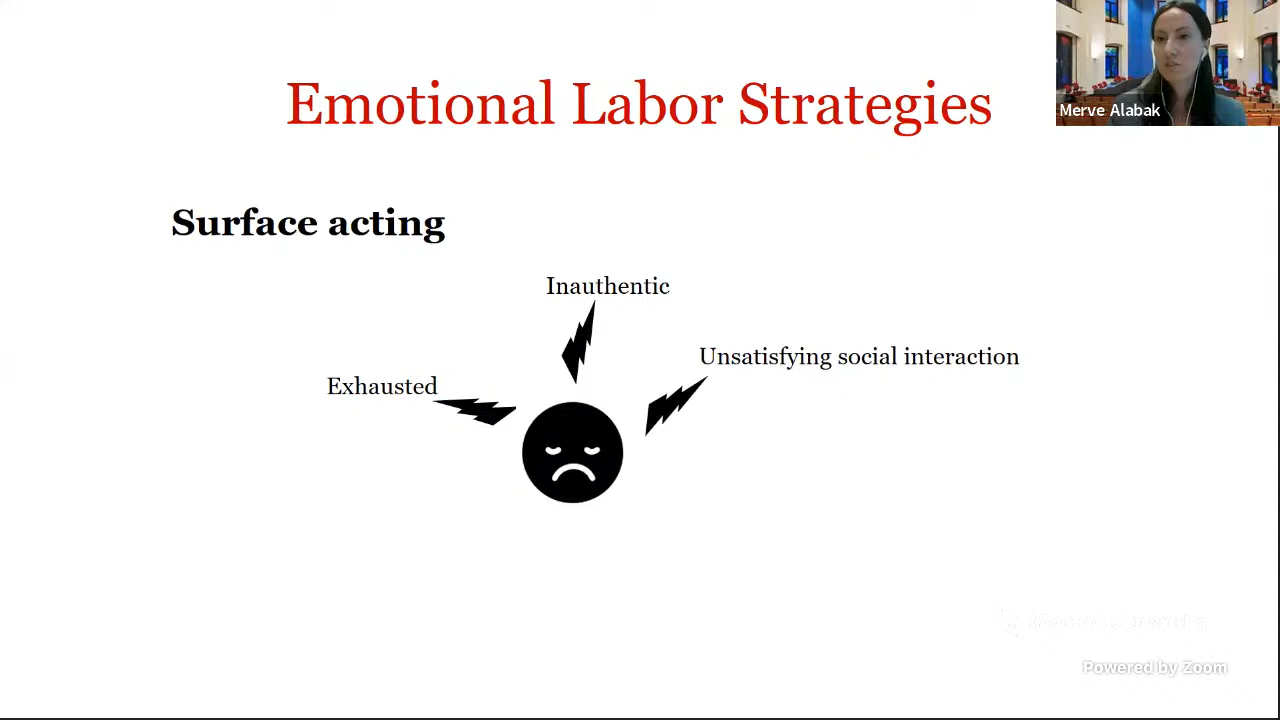 Emotional Labor Strategies
Merve Alabak
Surface acting
Inauthentic
Unsatisfying social interaction
Exhausted
Powered by Zoom